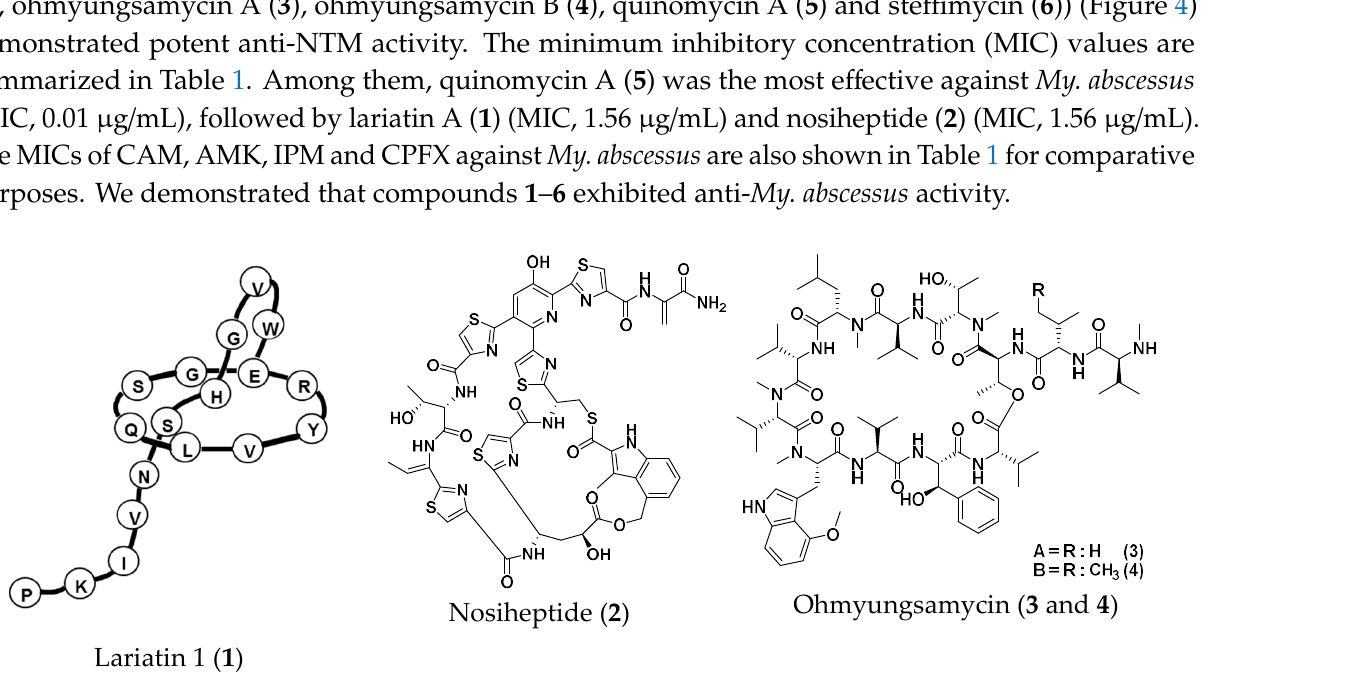 , ohmyungsamycin A (3), ohmyungsamycin B (4), quinomycin A (5) and steffimycin (6)) (Figure 4)
monstrated potent anti-NTM activity. The minimum inhibitory concentration (MIC) values are
mmarized in Table 1. Among them, quinomycin A (5) was the most effective against My. abscessus
IC, 0.01 μg/mL), followed by lariatin A (1) (MIC, 1.56 μg/mL) and nosiheptide (2) (MIC, 1.56 μg/mL).
e MICs of CAM, AMK, IPM and CPFX against My. abscessus are also shown in Table 1 for comparative
rposes. We demonstrated that compounds 1–6 exhibited anti-My. abscessus activity.
V
G W
S G E R
H
Q S Y
L V
N
V
I
K
P
Lariatin 1 (1)
OH
S
N
H
N
O
O
NH2
S
N
N
S
N
O
NH
HO
O
HN
S
N
O
NH
S
N
S
O
H
N
O
O
O
NH
OH
O
Nosiheptide (2)
HO
R
O
H
N
O
N
O
N
O
H
N
O
O
NH
NH
O
N
H
O
N
O
O
O
N
O
O
N
H
O
H
N
O
N
H
HO
HN
O
A=R:H (3)
B=R:CH3(4)
Ohmyungsamycin (3 and 4)